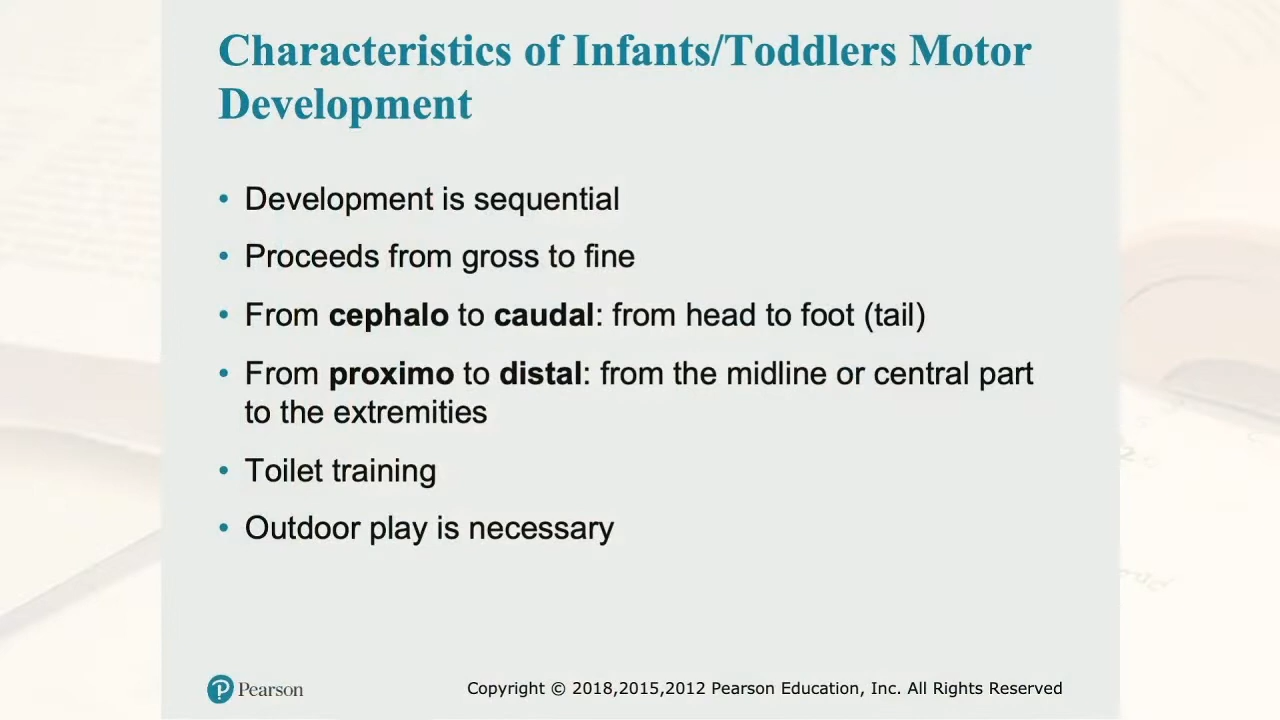 Characteristics of Infants/Toddlers Motor
Development
• Development is sequential
• Proceeds from gross to fine
• From cephalo to caudal: from head to foot (tail)
• From proximo to distal: from the midline or central part
to the extremities
• Toilet training
• Outdoor play is necessary
Pearson
Copyright © 2018,2015,2012 Pearson Education, Inc. All Rights Reserved